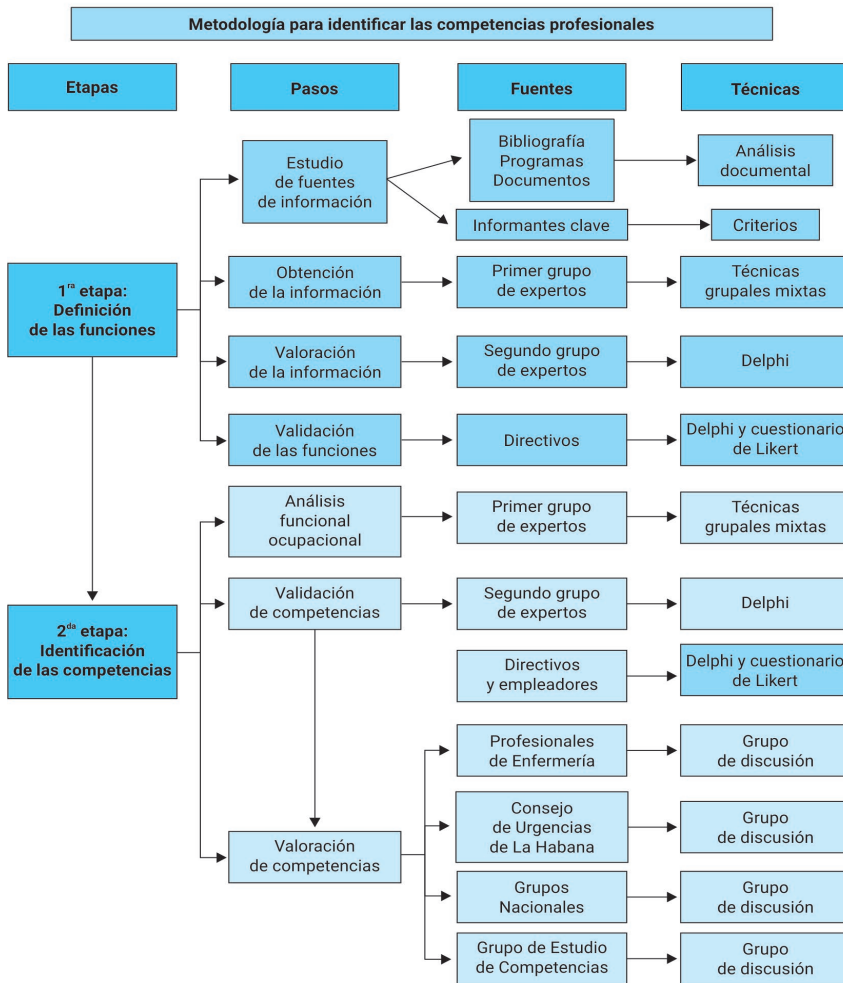 Metodología para identificar las competencias profesionales
Etapas
Pasos
Fuentes
Técnicas
Estudio
de fuentes
de información
Bibliografía
Programas
Documentos
Análisis
documental
Informantes clave
Criterios
1ra etapa:
Definición
de las funciones
Obtención
de la información
Primer grupo
de expertos
Técnicas
grupales mixtas
Valoración
de la información
Segundo grupo
de expertos
Delphi
Validación
de las funciones
Directivos
Delphi y cuestionario
de Likert
2da etapa:
Identificación
de las competencias
Análisis
funcional
ocupacional
Primer grupo
de expertos
Técnicas
grupales mixtas
Validación
de competencias
Segundo grupo
de expertos
Delphi
Directivos
y empleadores
Delphi y cuestionario
de Likert
Valoración
de competencias
Profesionales
de Enfermería
Grupo
de discusión
Consejo
de Urgencias
de La Habana
Grupo
de discusión
Grupos
Nacionales
Grupo
de discusión
Grupo de Estudio
de Competencias
Grupo
de discusión